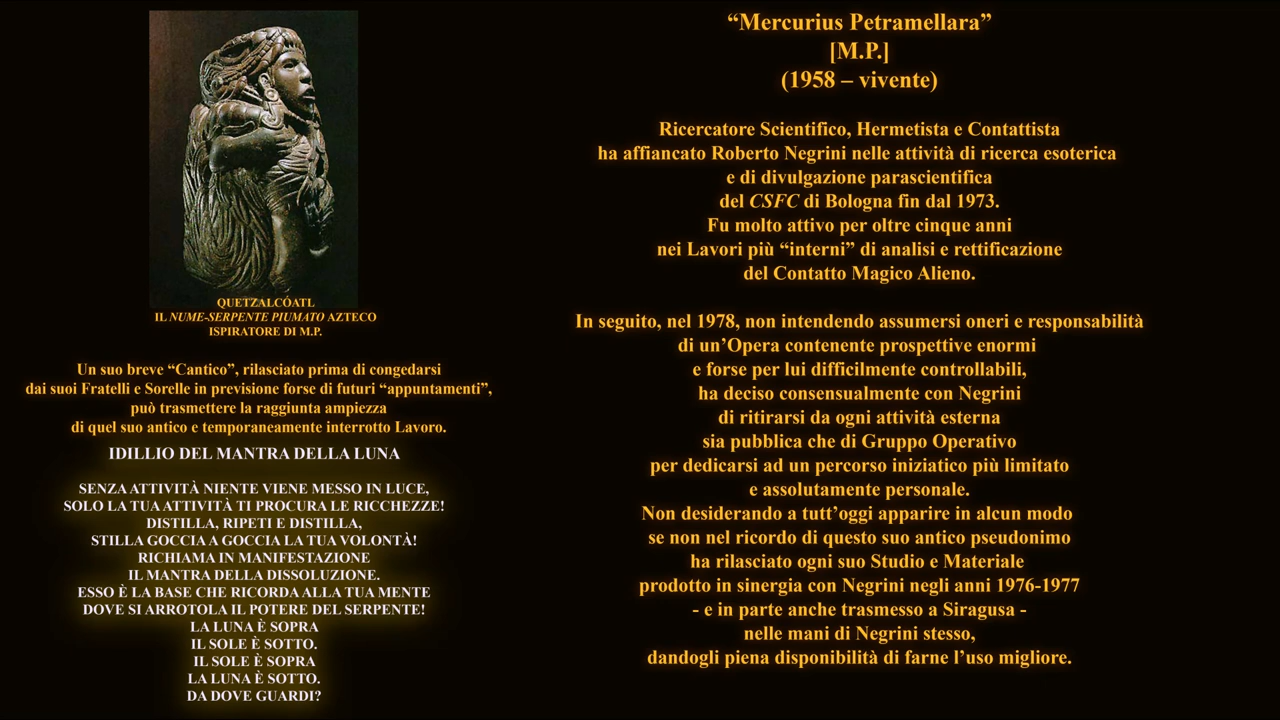 QUETZALCÓATL
IL NUME-SERPENTE PIUMATO AZTECO
ISPIRATORE DI M.P.
Un suo breve “Cantico”, rilasciato prima di congedarsi
dai suoi Fratelli e Sorelle in previsione forse di futuri “appuntamenti”,
può trasmettere la raggiunta ampiezza
di quel suo antico e temporaneamente interrotto Lavoro.
IDILLIO DEL MANTRA DELLA LUNA
SENZA ATTIVITÀ NIENTE VIENE MESSO IN LUCE,
SOLO LA TUA ATTIVITÀ TI PROCURA LE RICCHEZZE!
DISTILLA, RIPETI E DISTILLA,
STILLA GOCCIA A GOCCIA LA TUA VOLONTÀ!
RICHIAMA IN MANIFESTAZIONE
IL MANTRA DELLA DISSOLUZIONE.
ESSO È LA BASE CHE RICORDA ALLA TUA MENTE
DOVE SI ARROTOLA IL POTERE DEL SERPENTE!
LA LUNA È SOPRA
IL SOLE È SOTTO.
IL SOLE È SOPRA
LA LUNA È SOTTO.
DA DOVE GUARDI?
“Mercurius Petramellara”
[M.P.]
(1958 – vivente)
Ricercatore Scientifico, Hermetista e Contattista
ha affiancato Roberto Negrini nelle attività di ricerca esoterica
e di divulgazione parascientifica
del CSFC di Bologna fin dal 1973.
Fu molto attivo per oltre cinque anni
nei Lavori più “interni” di analisi e rettificazione
del Contatto Magico Alieno.
In seguito, nel 1978, non intendendo assumersi oneri e responsabilità
di un’Opera contenente prospettive enormi
e forse per lui difficilmente controllabili,
ha deciso consensualmente con Negrini
di ritirarsi da ogni attività esterna
sia pubblica che di Gruppo Operativo
per dedicarsi ad un percorso iniziatico più limitato
e assolutamente personale.
Non desiderando a tutt’oggi apparire in alcun modo
se non nel ricordo di questo suo antico pseudonimo
ha rilasciato ogni suo Studio e Materiale
prodotto in sinergia con Negrini negli anni 1976-1977
- e in parte anche trasmesso a Siragusa -
nelle mani di Negrini stesso,
dandogli piena disponibilità di farne l’uso migliore.